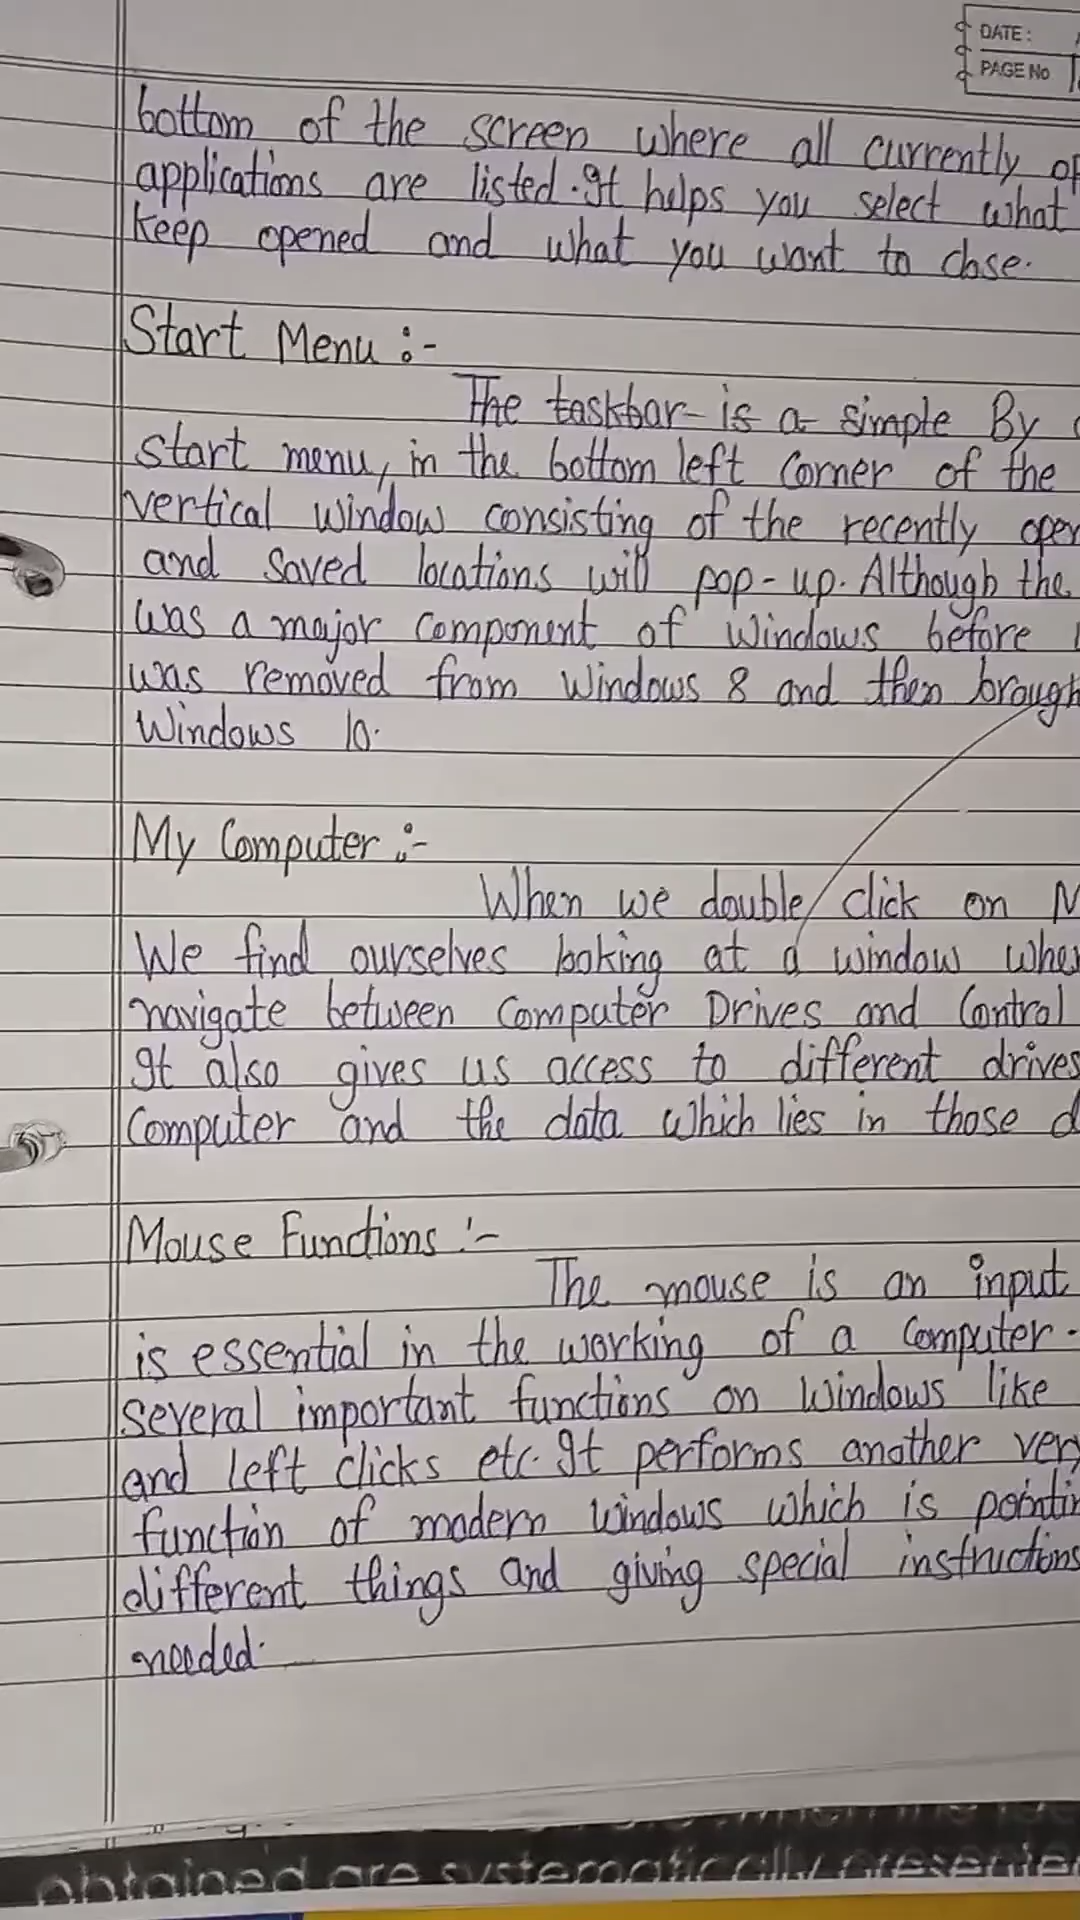 DATE :
PAGE No
bottom of the screen where all currently
applications are listed. It helps you select what
keep opened and what you want to close.
Start Menu :-
The taskbar is a simple By
start menu, in the bottom left corner of the
vertical window consisting of the recently
and saved locations will pop-up. Although the
was a major component of windows before
was removed from windows 8 and then
Windows 10.
My Computer :-
When we double click on
We find ourselves looking at a window
navigate between Computer Drives and Control
It also gives us access to different drives
Computer and the data which lies in those
Mouse Functions :-
The mouse is an input
is essential in the working of a computer.
several important functions on windows like
and left clicks etc. It performs another very
function of modern windows which is
different things and giving special instructions
needed.
obtained are systematically